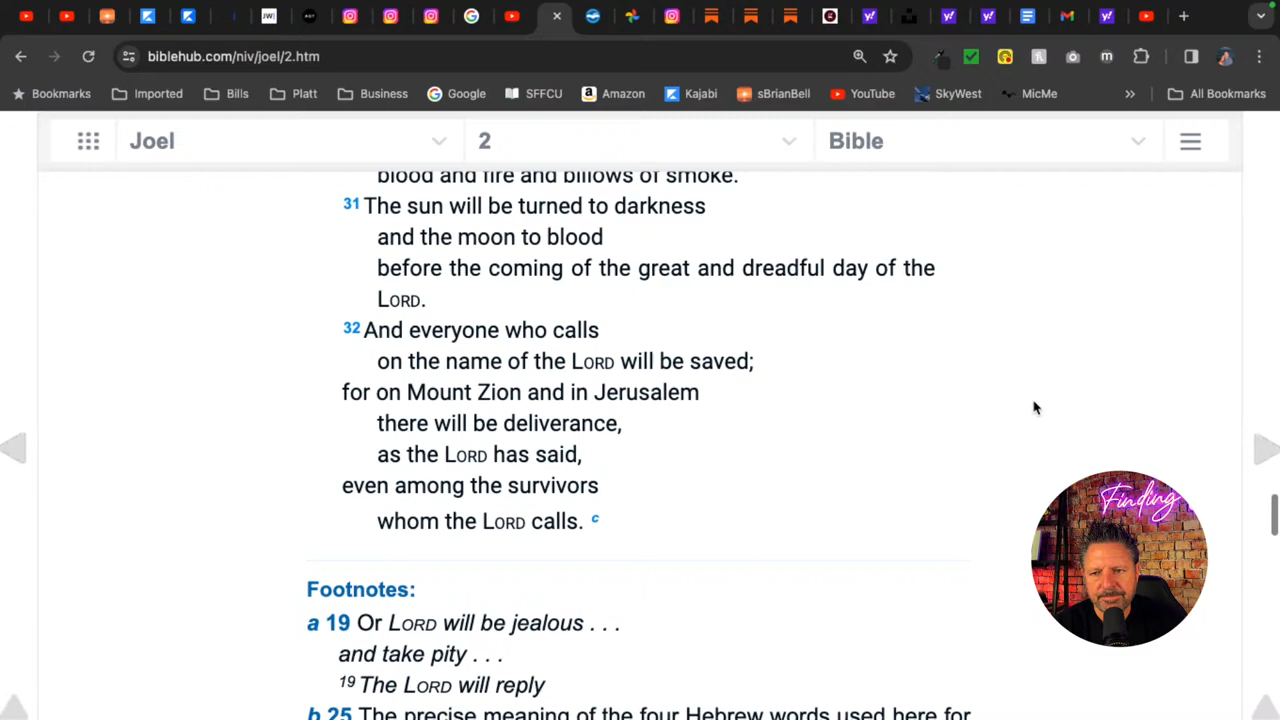 biblehub.com/niv/joel/2.htm
Bookmarks Imported Bills Platt Business Google SFFCU Amazon Kajabi sBrianBell YouTube SkyWest MicMe » All Bookmarks
Joel 2 Bible
blood and fire and billows of smoke.
31 The sun will be turned to darkness
and the moon to blood
before the coming of the great and dreadful day of the
LORD.
32 And everyone who calls
on the name of the LORD will be saved;
for on Mount Zion and in Jerusalem
there will be deliverance,
as the LORD has said,
even among the survivors
whom the LORD calls. c
Finding
Footnotes:
a 19 Or LORD will be jealous . . .
and take pity . . .
19 The LORD will reply
b 25 The precise meaning of the four Hebrew words used here for